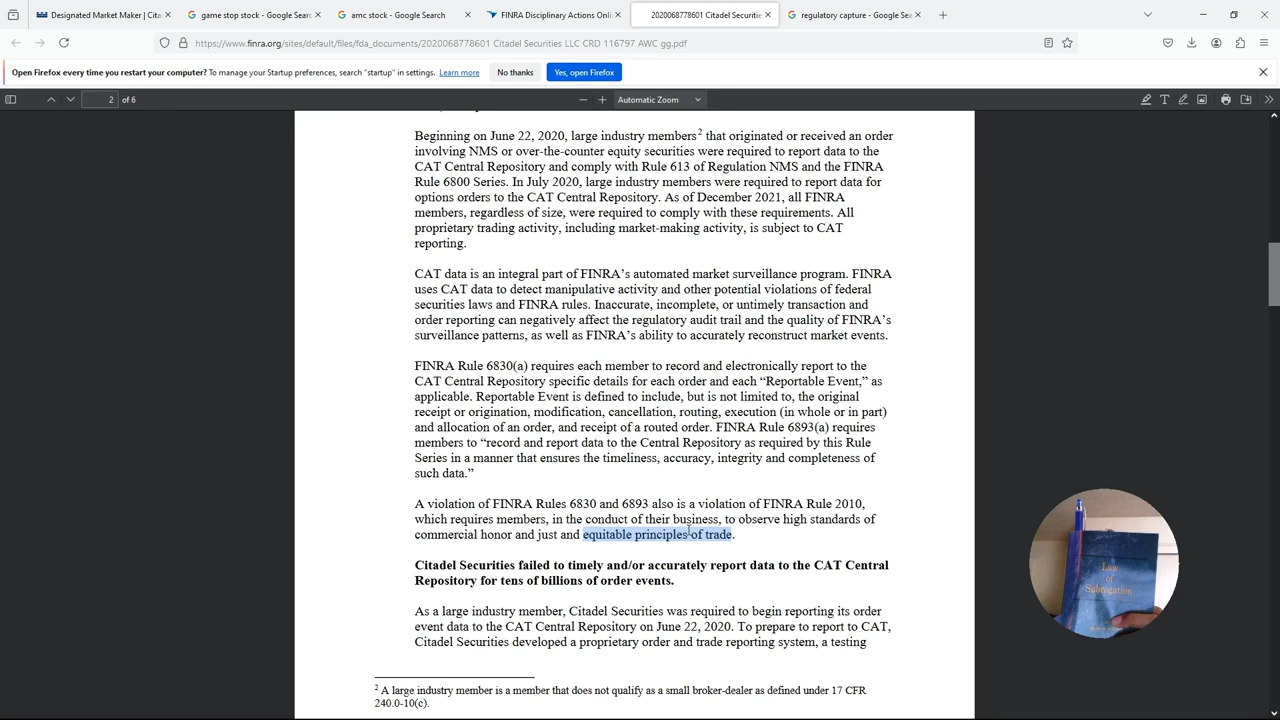 Designated Market Maker | Cita
game stop stock - Google Sear
amc stock - Google Search
FINRA Disciplinary Actions Onli
2020068778601 Citadel Securitie
regulatory capture - Google Sea
https://www.finra.org/sites/default/files/fda_documents/2020068778601 Citadel Securities LLC CRD 116797 AWC gg.pdf
Open Firefox every time you restart your computer? To manage your Startup preferences, search “startup” in settings. Learn more No thanks Yes, open Firefox
2 of 6 Automatic Zoom
Beginning on June 22, 2020, large industry members2 that originated or received an order
involving NMS or over-the-counter equity securities were required to report data to the
CAT Central Repository and comply with Rule 613 of Regulation NMS and the FINRA
Rule 6800 Series. In July 2020, large industry members were required to report data for
options orders to the CAT Central Repository. As of December 2021, all FINRA
members, regardless of size, were required to comply with these requirements. All
proprietary trading activity, including market-making activity, is subject to CAT
reporting.
CAT data is an integral part of FINRA’s automated market surveillance program. FINRA
uses CAT data to detect manipulative activity and other potential violations of federal
securities laws and FINRA rules. Inaccurate, incomplete, or untimely transaction and
order reporting can negatively affect the regulatory audit trail and the quality of FINRA’s
surveillance patterns, as well as FINRA’s ability to accurately reconstruct market events.
FINRA Rule 6830(a) requires each member to record and electronically report to the
CAT Central Repository specific details for each order and each “Reportable Event,” as
applicable. Reportable Event is defined to include, but is not limited to, the original
receipt or origination, modification, cancellation, routing, execution (in whole or in part)
and allocation of an order, and receipt of a routed order. FINRA Rule 6893(a) requires
members to “record and report data to the Central Repository as required by this Rule
Series in a manner that ensures the timeliness, accuracy, integrity and completeness of
such data.”
A violation of FINRA Rules 6830 and 6893 also is a violation of FINRA Rule 2010,
which requires members, in the conduct of their business, to observe high standards of
commercial honor and just and equitable principles of trade.
Citadel Securities failed to timely and/or accurately report data to the CAT Central
Repository for tens of billions of order events.
As a large industry member, Citadel Securities was required to begin reporting its order
event data to the CAT Central Repository on June 22, 2020. To prepare to report to CAT,
Citadel Securities developed a proprietary order and trade reporting system, a testing
2 A large industry member is a member that does not qualify as a small broker-dealer as defined under 17 CFR
240.0-10(c).
Law
of
Subrogation